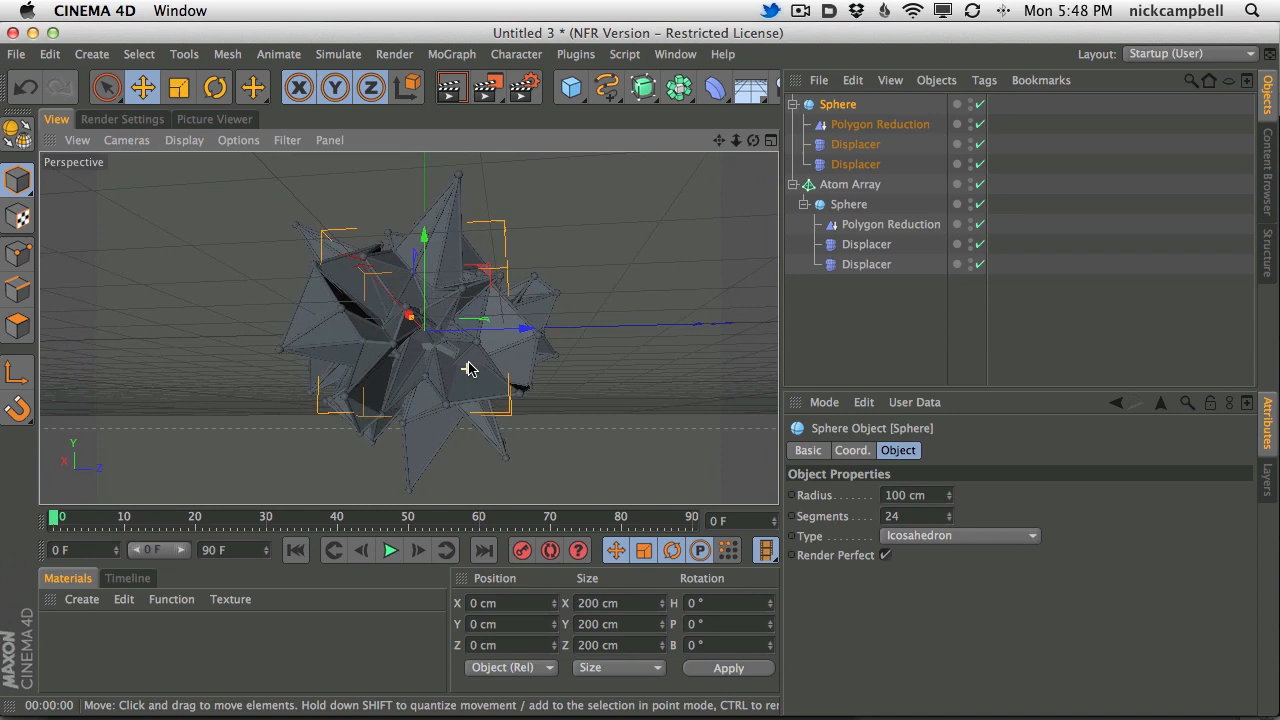 CINEMA 4D Window Mon 5:48 PM nickcampbell
Untitled 3 * (NFR Version - Restricted License)
File Edit Create Select Tools Mesh Animate Simulate Render MoGraph Character Plugins Script Window Help Layout: Startup (User)
X Y Z
File Edit View Objects Tags Bookmarks
Objects
Content Browser
Structure
View Render Settings Picture Viewer
View Cameras Display Options Filter Panel
Perspective
Y
X
Z
Sphere
Polygon Reduction
Displacer
Displacer
Atom Array
Sphere
Polygon Reduction
Displacer
Displacer
Mode Edit User Data
Attributes
Layers
Sphere Object [Sphere]
Basic Coord. Object
Object Properties
Radius . . . . . . . 100 cm
Segments . . . . 24
Type . . . . . . . . Icosahedron
Render Perfect
0 10 20 30 40 50 60 70 80 90 0 F
0 F 0 F 90 F
P
Materials Timeline
Create Edit Function Texture
Position Size Rotation
X 0 cm X 200 cm H 0 °
Y 0 cm Y 200 cm P 0 °
Z 0 cm Z 200 cm B 0 °
Object (Rel) Size Apply
MAXON
CINEMA 4D
00:00:00 Move: Click and drag to move elements. Hold down SHIFT to quantize movement / add to the selection in point mode, CTRL to rer